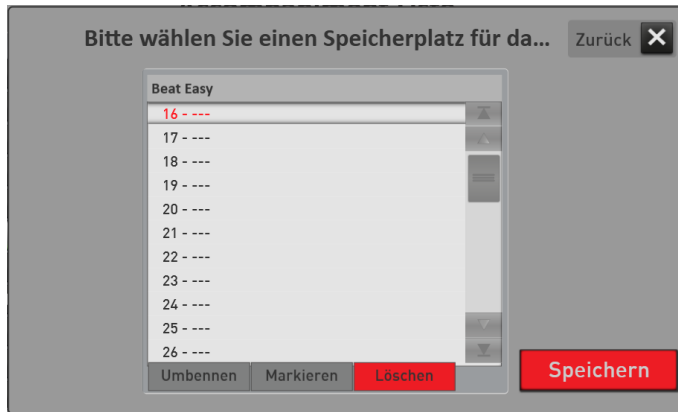 Bitte wählen Sie einen Speicherplatz für da...
Zurück
Beat Easy
16 - ---
17 - ---
18 - ---
19 - ---
20 - ---
21 - ---
22 - ---
23 - ---
24 - ---
25 - ---
26 - ---
Umbennen Markieren Löschen
Speichern